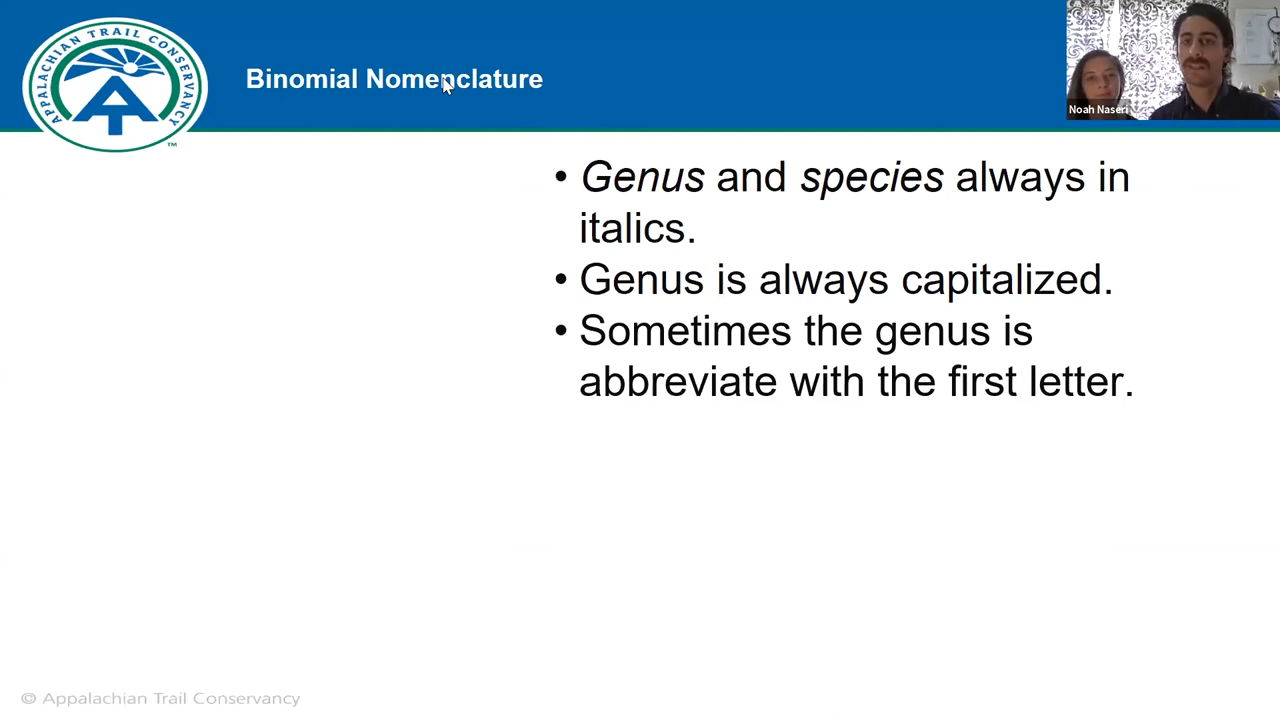 APPALACHIAN TRAIL CONSERVANCY
TM
Binomial Nomenclature
Noah Naseri
• Genus and species always in
italics.
• Genus is always capitalized.
• Sometimes the genus is
abbreviate with the first letter.
© Appalachian Trail Conservancy